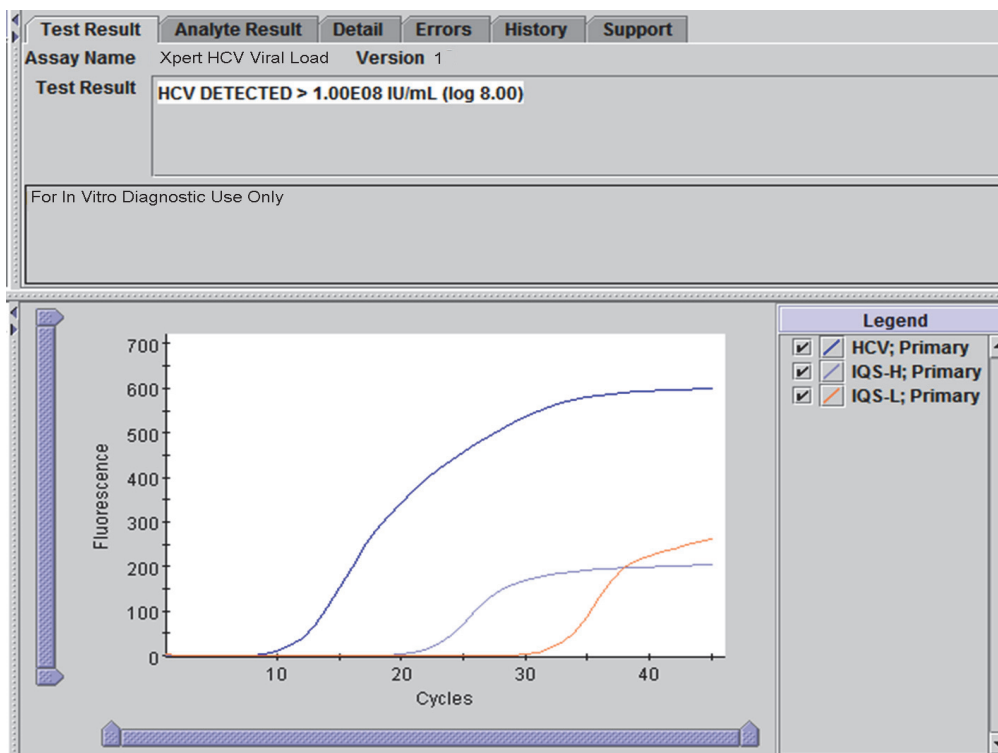 Test Result Analyte Result Detail Errors History Support
Assay Name Xpert HCV Viral Load Version 1
Test Result HCV DETECTED > 1.00E08 IU/mL (log 8.00)
For In Vitro Diagnostic Use Only
700
600
500
400
300
200
100
0
Fluorescence
10 20 30 40
Cycles
Legend
HCV; Primary
IQS-H; Primary
IQS-L; Primary